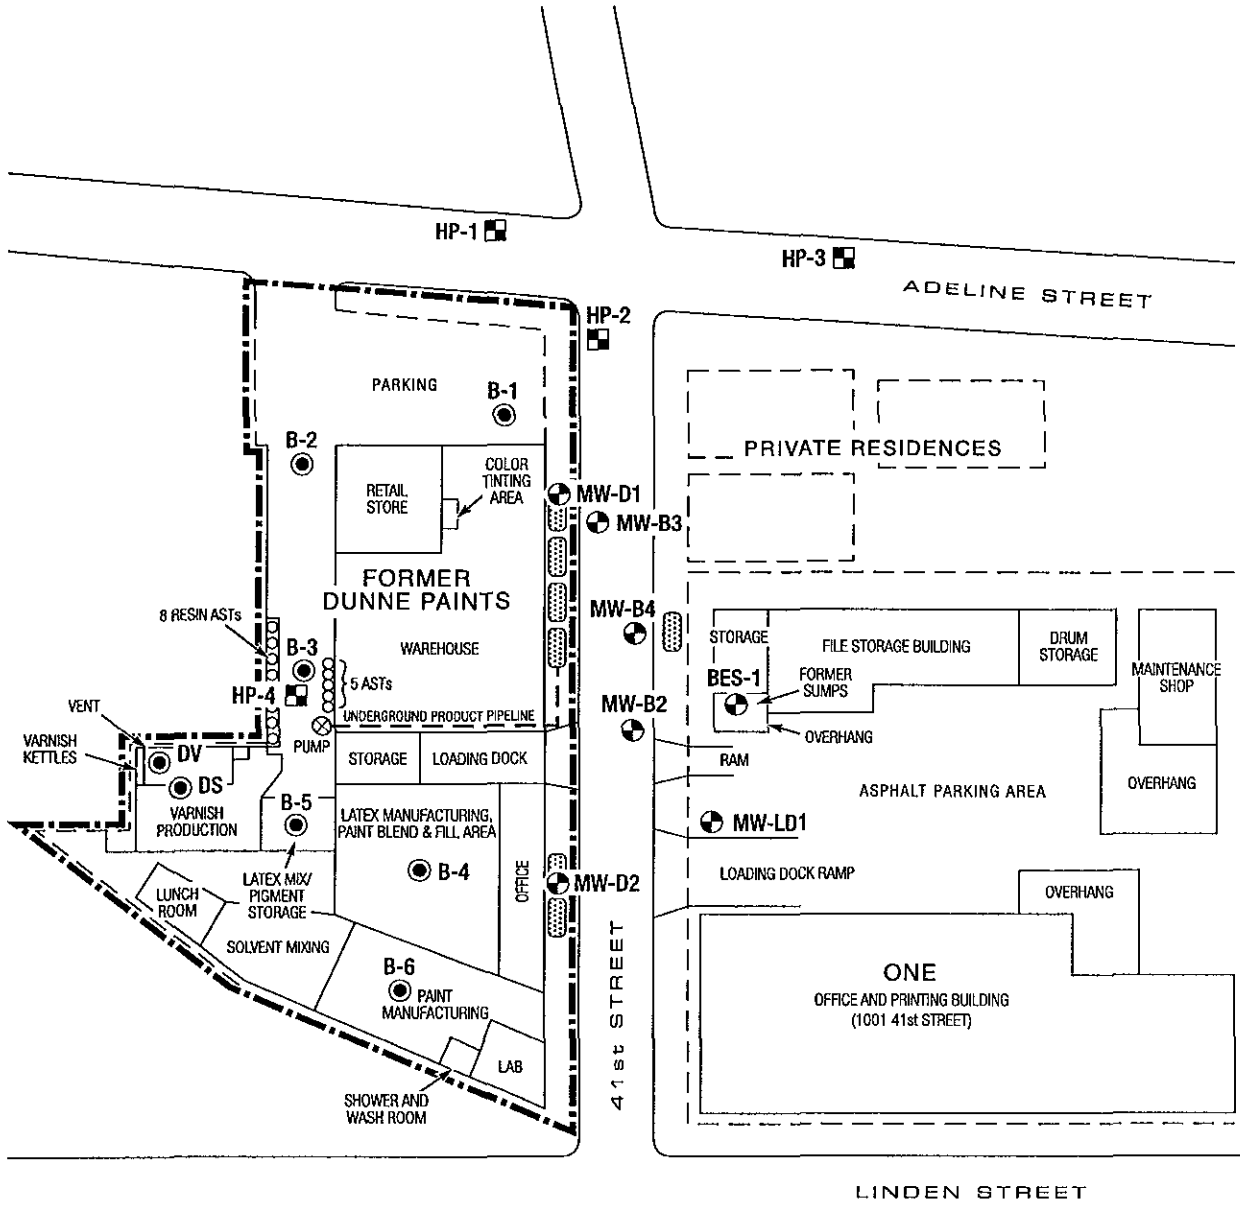 HP-1
HP-3
ADELINE STREET
HP-2
PARKING
B-1
B-2
PRIVATE RESIDENCES
COLOR
TINTING
AREA
RETAIL
STORE
MW-D1
MW-B3
FORMER
DUNNE PAINTS
8 RESIN ASTs
MW-B4
STORAGE
FILE STORAGE BUILDING
DRUM
STORAGE
WAREHOUSE
MAINTENANCE
SHOP
B-3
5 ASTs
HP-4
BES-1
FORMER
SUMPS
VENT
UNDERGROUND PRODUCT PIPELINE
MW-B2
VARNISH
KETTLES
PUMP
OVERHANG
DV
STORAGE
LOADING DOCK
RAM
DS
OVERHANG
ASPHALT PARKING AREA
B-5
VARNISH
PRODUCTION
LATEX MANUFACTURING,
PAINT BLEND & FILL AREA
MW-LD1
B-4
OFFICE
MW-D2
LOADING DOCK RAMP
LATEX MIX/
PIGMENT
STORAGE
LUNCH
ROOM
OVERHANG
SOLVENT MIXING
B-6
PAINT
MANUFACTURING
41st STREET
ONE
OFFICE AND PRINTING BUILDING
(1001 41st STREET)
LAB
SHOWER AND
WASH ROOM
LINDEN STREET